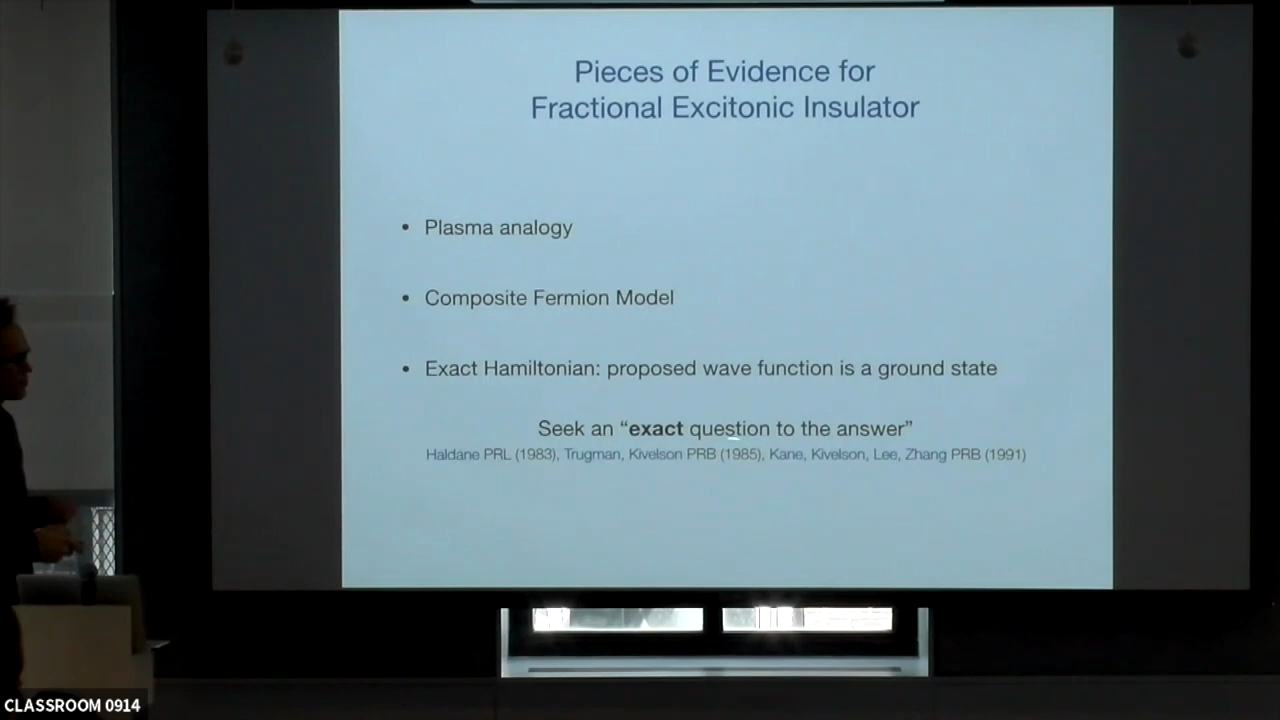 Pieces of Evidence for
Fractional Excitonic Insulator
• Plasma analogy
• Composite Fermion Model
• Exact Hamiltonian: proposed wave function is a ground state
Seek an “exact question to the answer”
Haldane PRL (1983), Trugman, Kivelson PRB (1985), Kane, Kivelson, Lee, Zhang PRB (1991)
CLASSROOM 0914